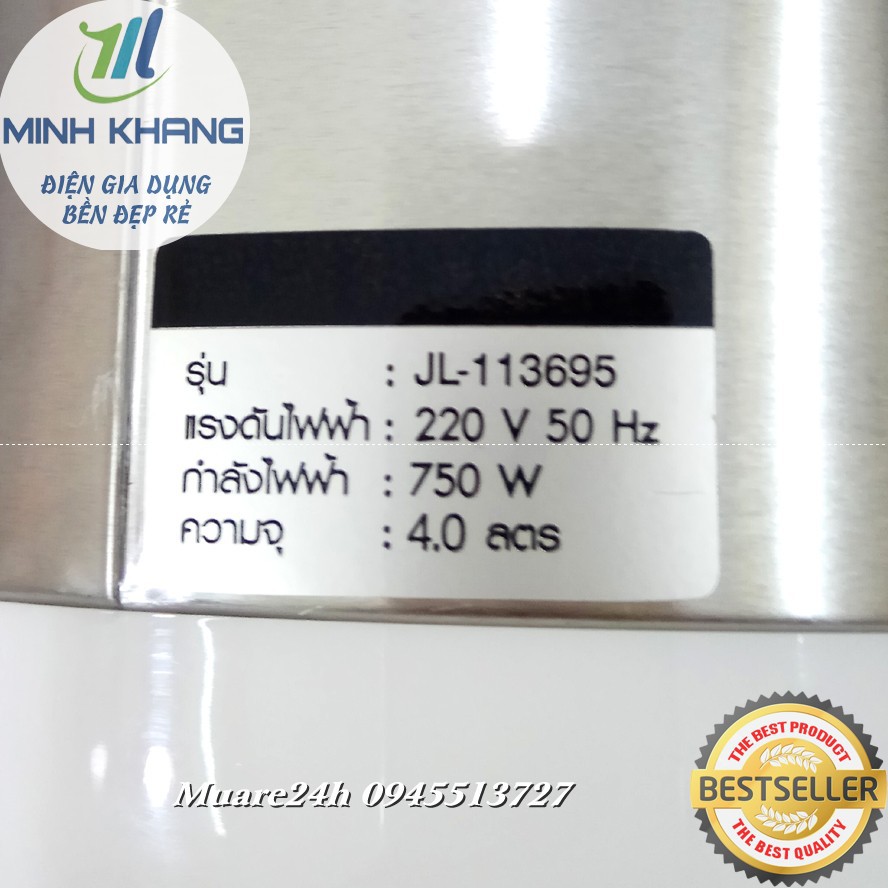 MINH KHANG
ĐIỆN GIA DỤNG
BỀN ĐẸP RẺ
รุ่น : JL-113695
แรงดันไฟฟ้า : 220 V 50 Hz
กำลังไฟฟ้า : 750 W
ความจุ : 4.0 ลิตร
THE BEST PRODUCT
BESTSELLER
THE BEST QUALITY
Muare24h 0945513727